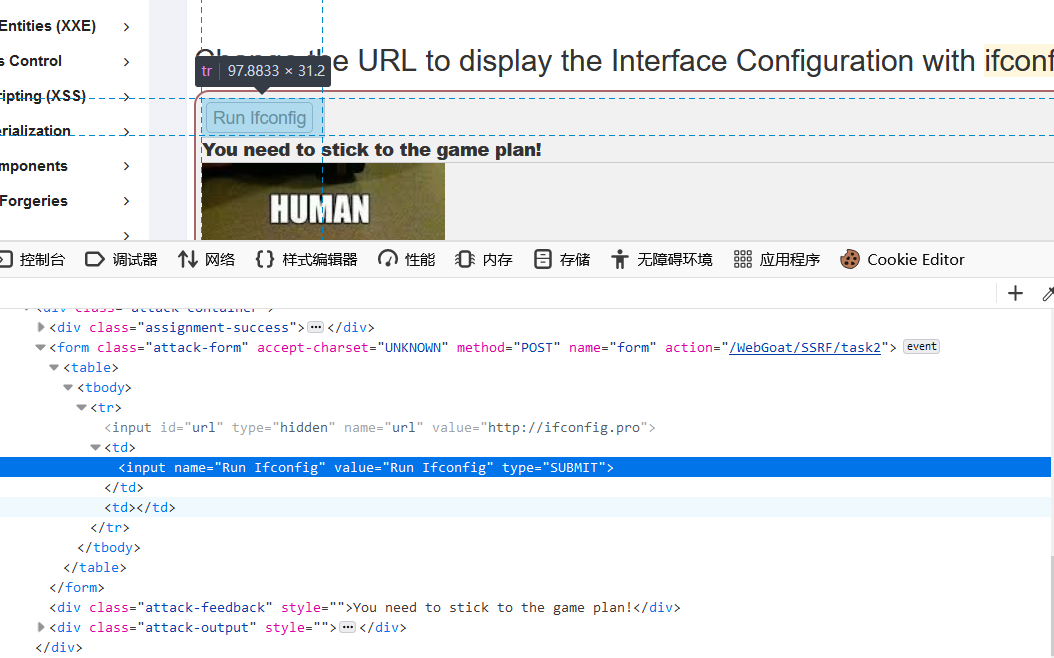 Entities (XXE)
s Control
ripting (XSS)
erialization
mponents
Forgeries
Change the URL to display the Interface Configuration with ifconf
tr 97.8833 × 31.2
Run Ifconfig
You need to stick to the game plan!
HUMAN
控制台 调试器 网络 样式编辑器 性能 内存 存储 无障碍环境 应用程序 Cookie Editor
<div class="attack-container">
<div class="assignment-success"> ··· </div>
<form class="attack-form" accept-charset="UNKNOWN" method="POST" name="form" action="/WebGoat/SSRF/task2"> event
<table>
<tbody>
<tr>
<input id="url" type="hidden" name="url" value="http://ifconfig.pro">
<td>
<input name="Run Ifconfig" value="Run Ifconfig" type="SUBMIT">
</td>
<td></td>
</tr>
</tbody>
</table>
</form>
<div class="attack-feedback" style="">You need to stick to the game plan!</div>
<div class="attack-output" style=""> ··· </div>
</div>